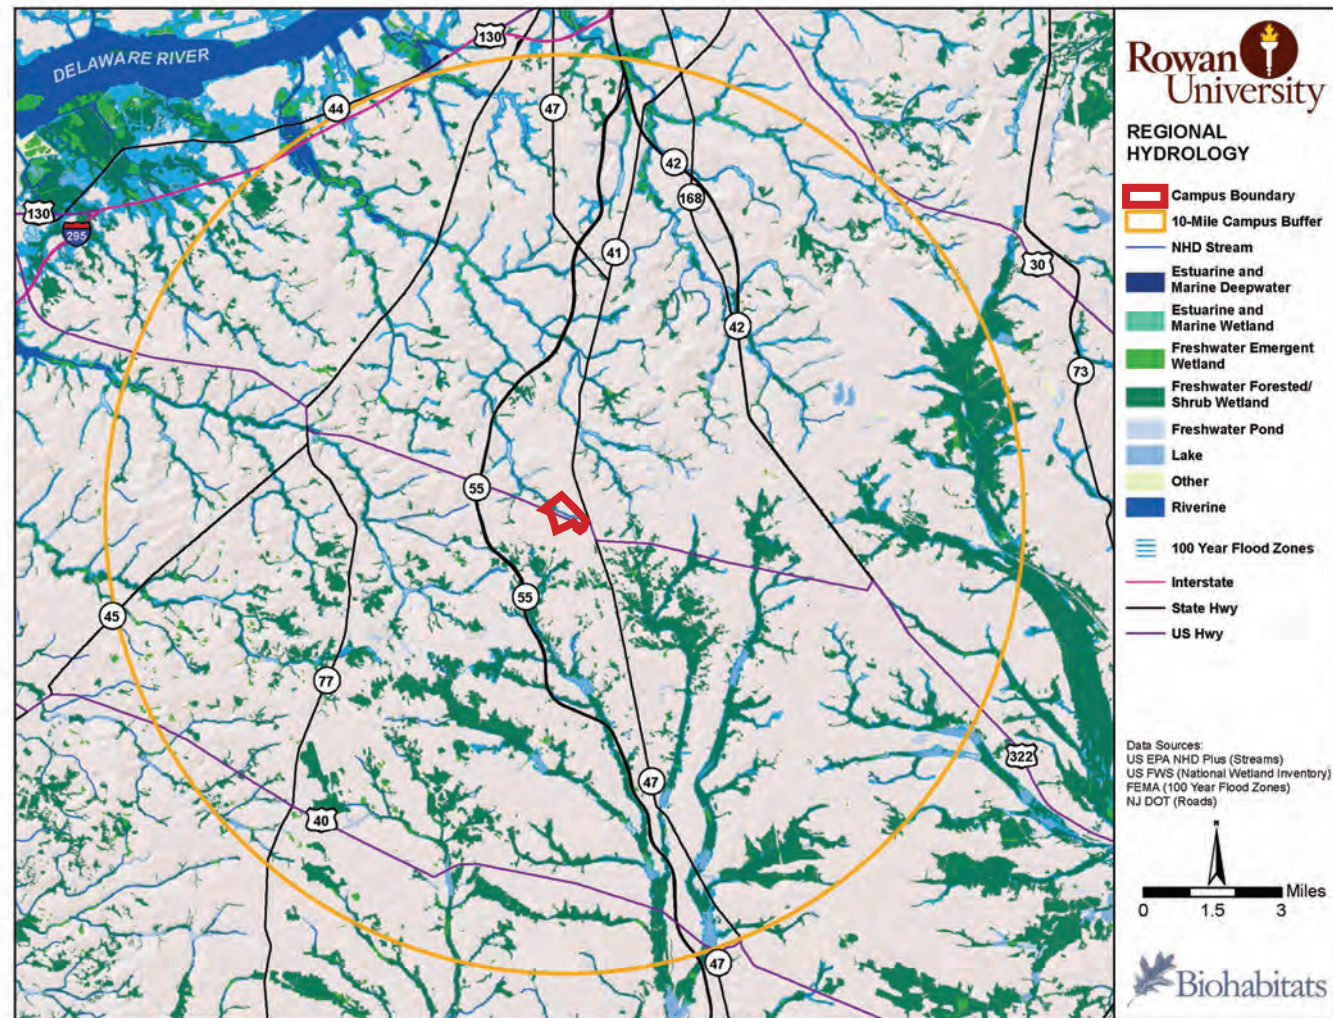 DELAWARE RIVER
130
44
47
42
168
130
295
41
30
42
73
55
55
45
77
47
322
40
47
Rowan
University
REGIONAL
HYDROLOGY
Campus Boundary
10-Mile Campus Buffer
NHD Stream
Estuarine and
Marine Deepwater
Estuarine and
Marine Wetland
Freshwater Emergent
Wetland
Freshwater Forested/
Shrub Wetland
Freshwater Pond
Lake
Other
Riverine
100 Year Flood Zones
Interstate
State Hwy
US Hwy
Data Sources:
US EPA NHD Plus (Streams)
US FWS (National Wetland Inventory)
FEMA (100 Year Flood Zones)
NJ DOT (Roads)
N
Miles
0 1.5 3
Biohabitats